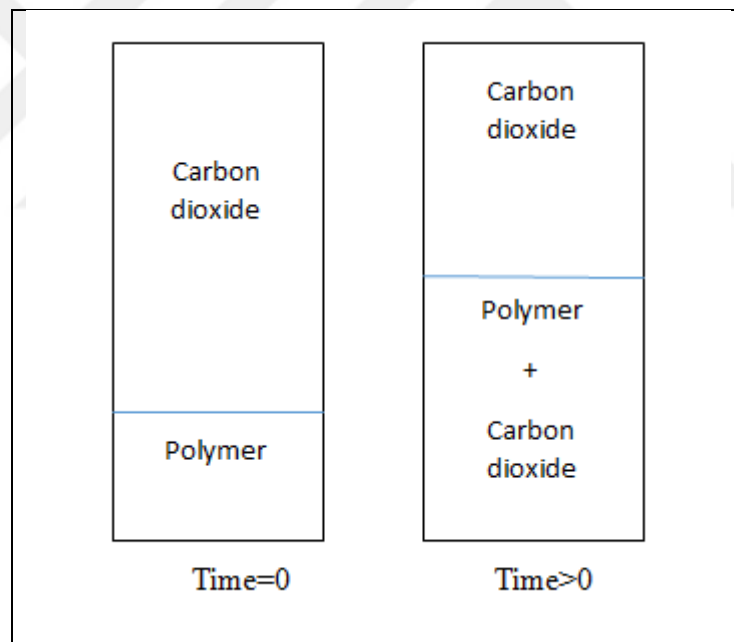 Carbon
dioxide
Polymer
Time=0
Carbon
dioxide
Polymer
+
Carbon
dioxide
Time>0